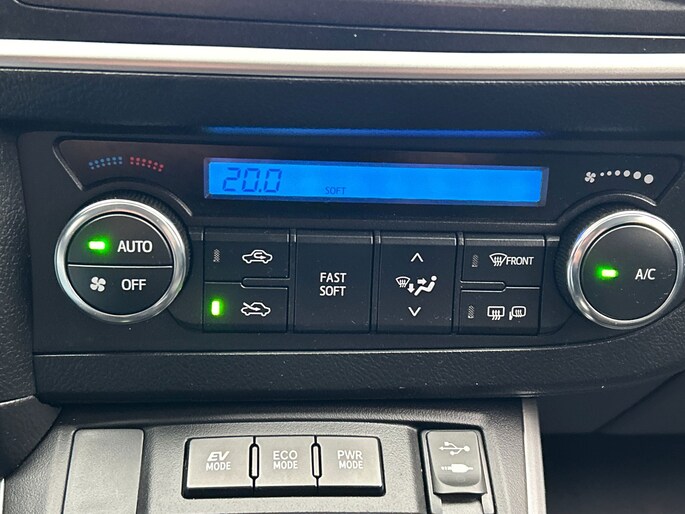 20.0
SOFT
AUTO
OFF
FAST
SOFT
FRONT
A/C
EV
MODE
ECO
MODE
PWR
MODE